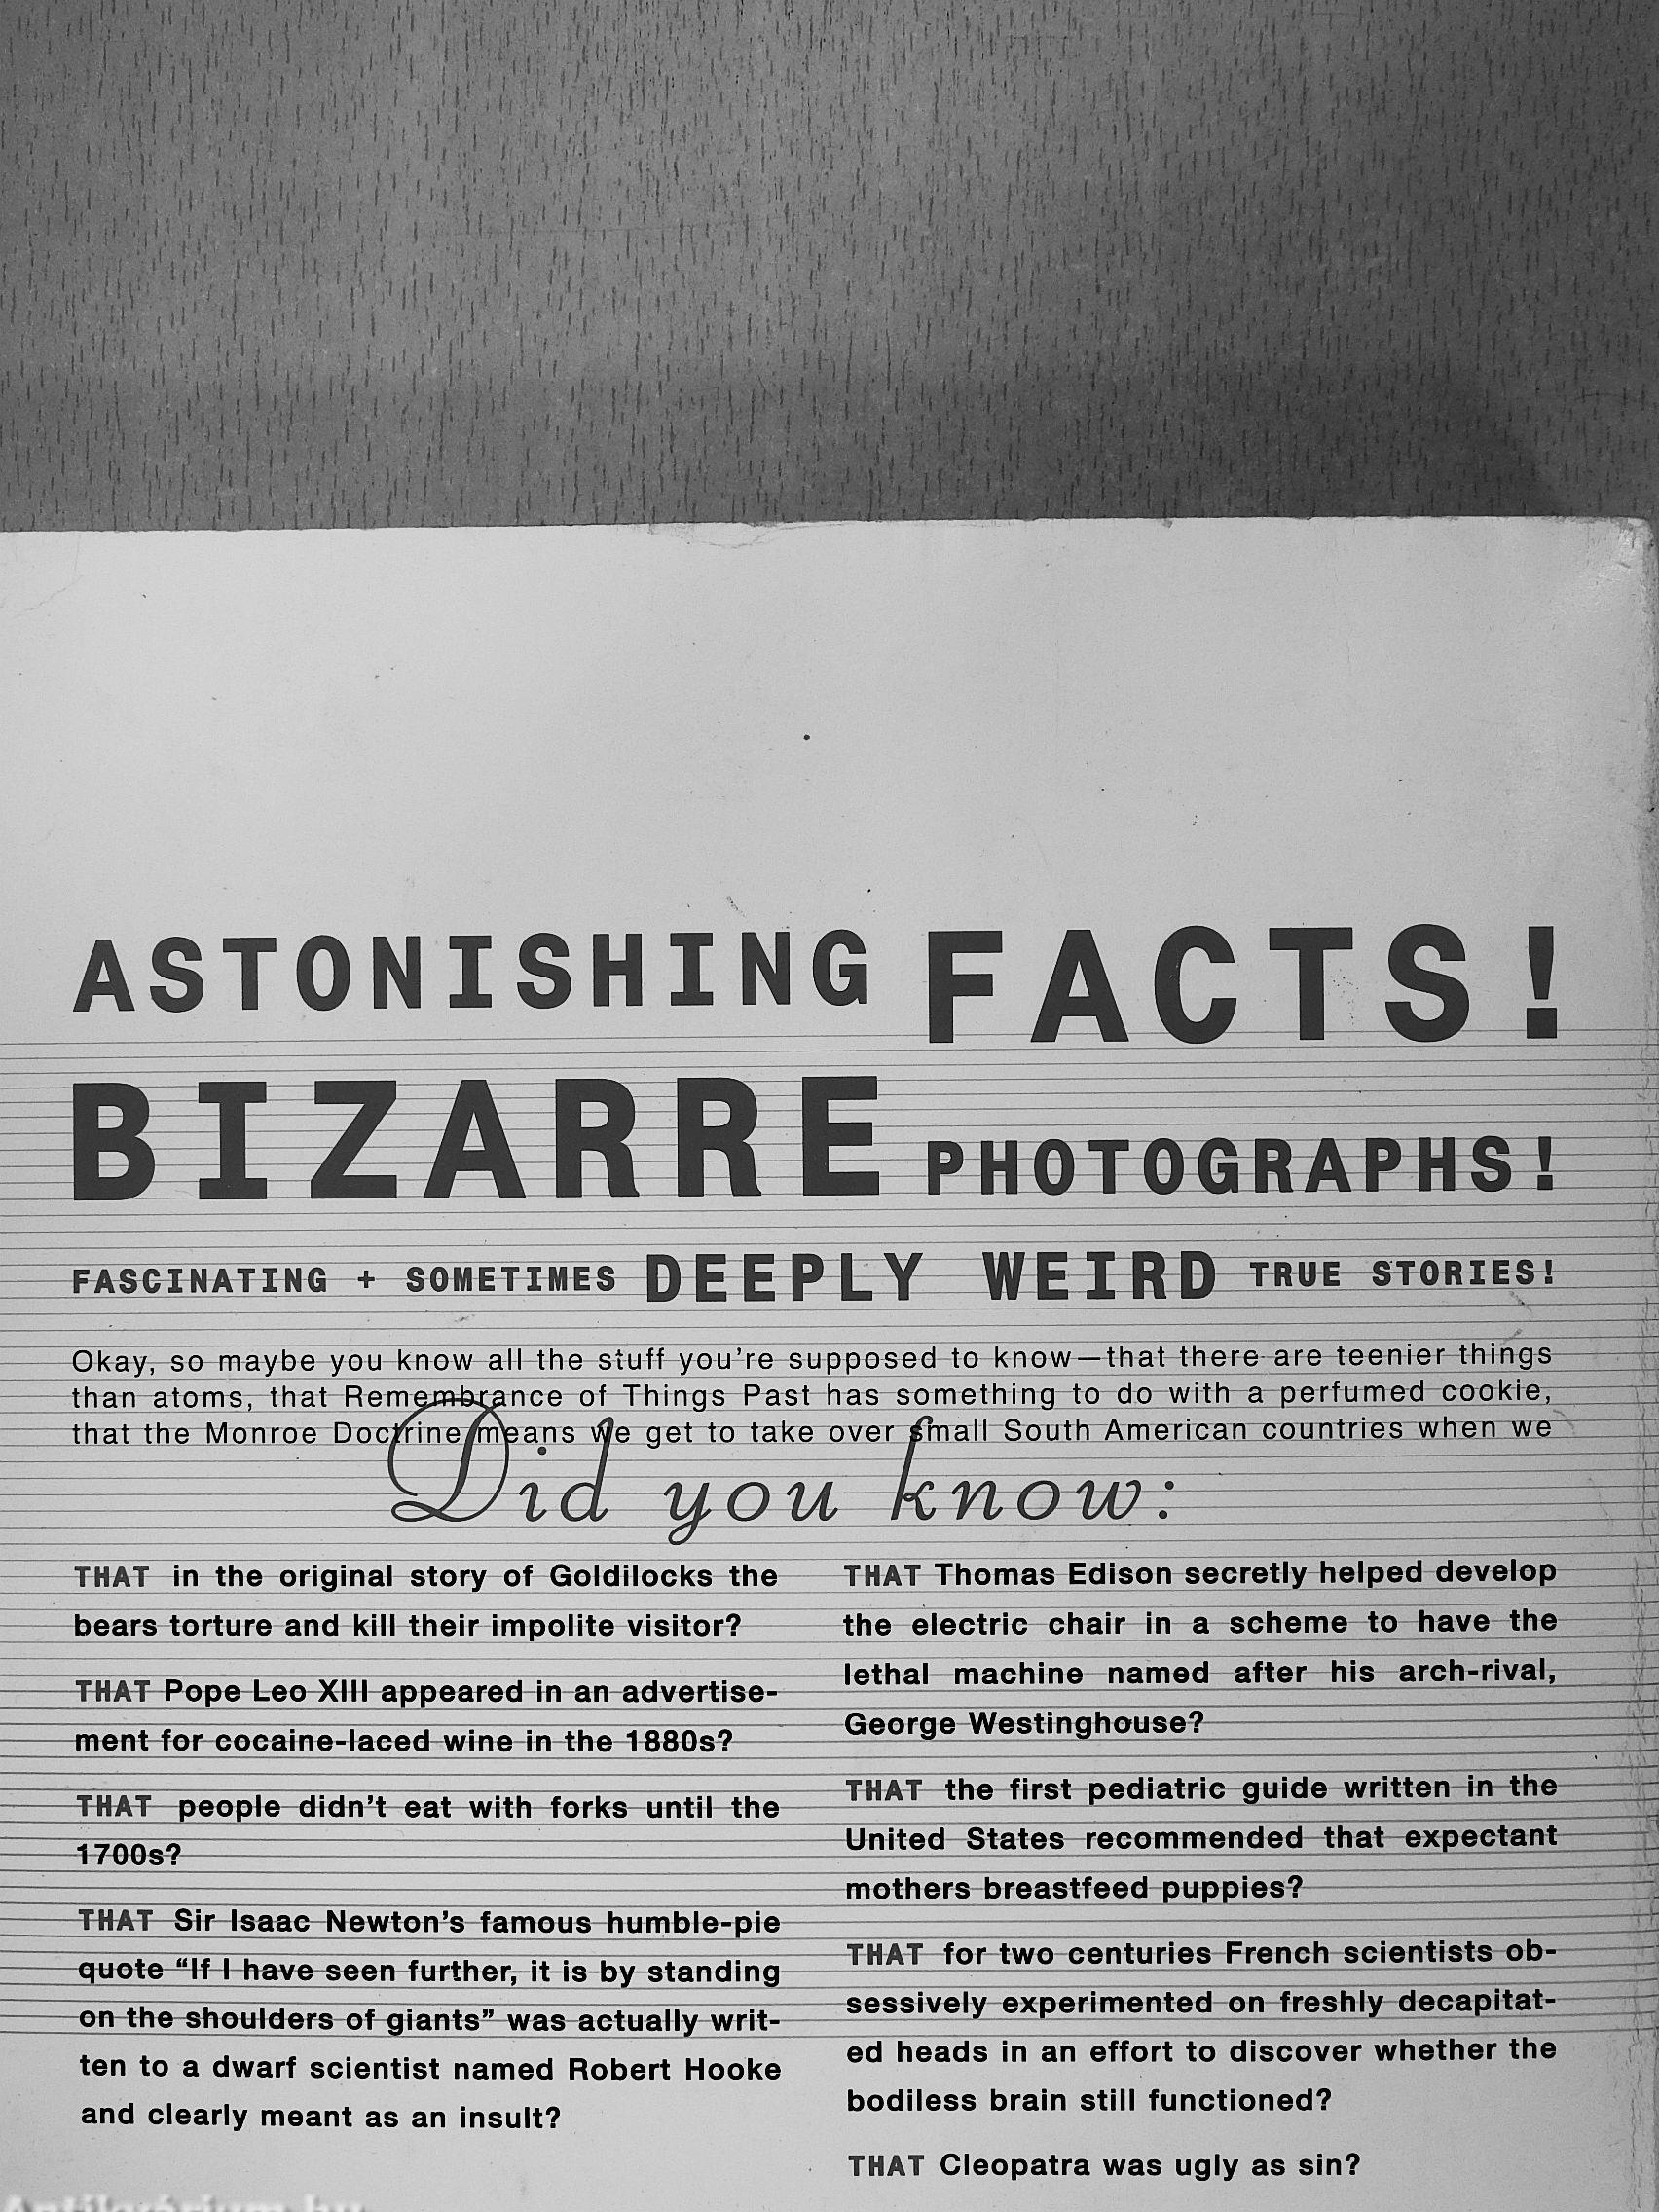 ASTONISHING FACTS!
BIZARRE PHOTOGRAPHS!
FASCINATING + SOMETIMES DEEPLY WEIRD TRUE STORIES!
Okay, so maybe you know all the stuff you're supposed to know—that there are teenier things
than atoms, that Remembrance of Things Past has something to do with a perfumed cookie,
that the Monroe Doctrine means we get to take over small South American countries when we
Did you know:
THAT in the original story of Goldilocks the
bears torture and kill their impolite visitor?
THAT Pope Leo XIII appeared in an advertise-
ment for cocaine-laced wine in the 1880s?
THAT people didn't eat with forks until the
1700s?
THAT Sir Isaac Newton's famous humble-pie
quote “If I have seen further, it is by standing
on the shoulders of giants” was actually writ-
ten to a dwarf scientist named Robert Hooke
and clearly meant as an insult?
THAT Thomas Edison secretly helped develop
the electric chair in a scheme to have the
lethal machine named after his arch-rival,
George Westinghouse?
THAT the first pediatric guide written in the
United States recommended that expectant
mothers breastfeed puppies?
THAT for two centuries French scientists ob-
sessively experimented on freshly decapitat-
ed heads in an effort to discover whether the
bodiless brain still functioned?
THAT Cleopatra was ugly as sin?